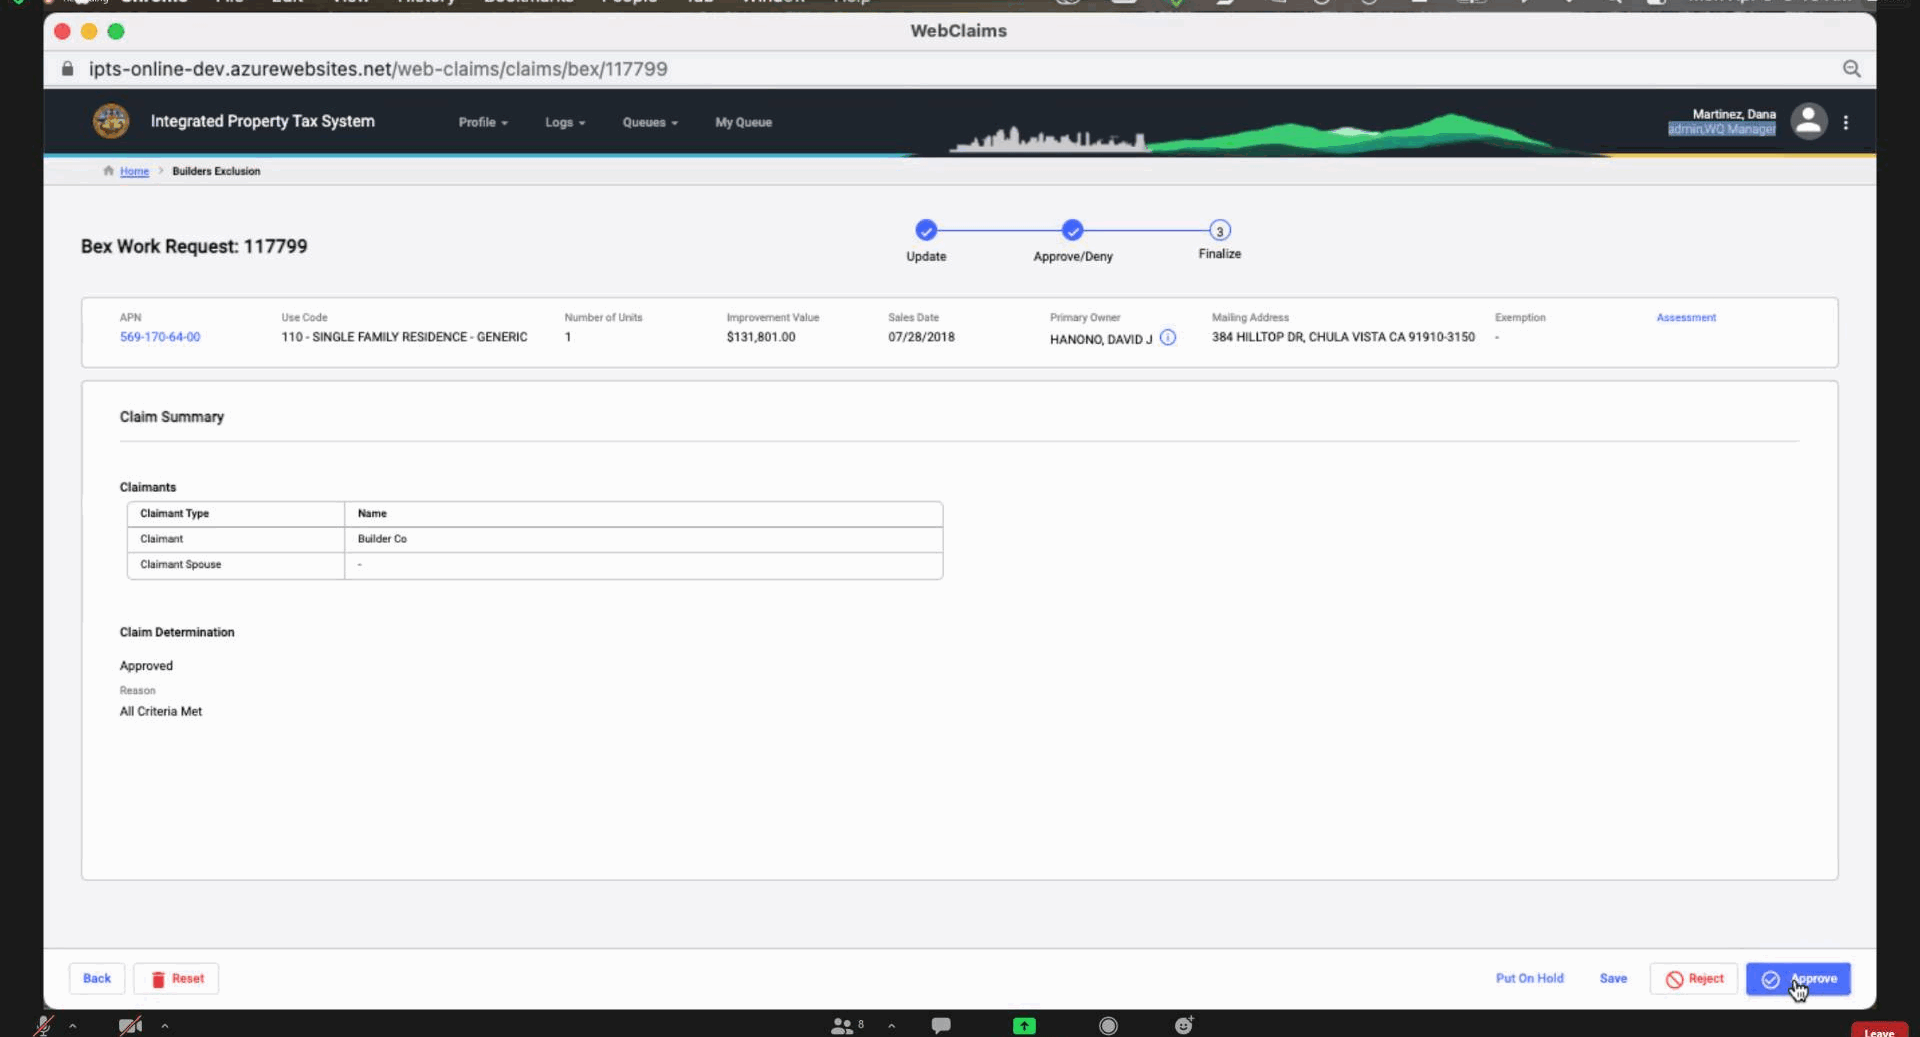 WebClaims
ipts-online-dev.azurewebsites.net/web-claims/claims/bex/117799
Integrated Property Tax System
Profile
Logs
Queues
My Queue
Martinez, Dana
admin,WQ Manager
Home > Builders Exclusion
Bex Work Request: 117799
Update
Approve/Deny
3
Finalize
APN
569-170-64-00
Use Code
110 - SINGLE FAMILY RESIDENCE - GENERIC
Number of Units
1
Improvement Value
$131,801.00
Sales Date
07/28/2018
Primary Owner
HANONO, DAVID J
Mailing Address
384 HILLTOP DR, CHULA VISTA CA 91910-3150
Exemption
-
Assessment
Claim Summary
Claimants
Claimant Type Name
Claimant Builder Co
Claimant Spouse -
Claim Determination
Approved
Reason
All Criteria Met
Back
Reset
Put On Hold
Save
Reject
Approve
8
Leave